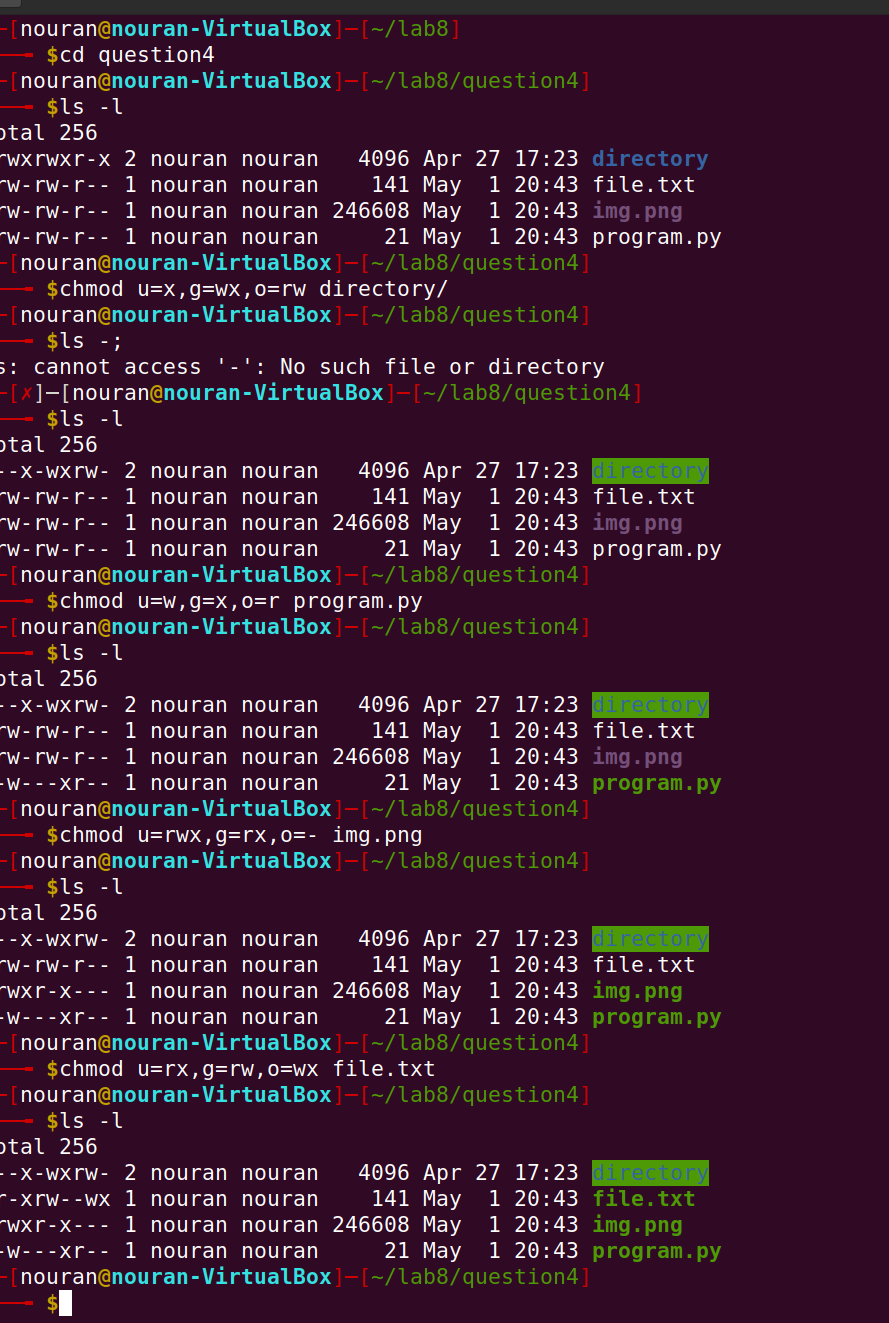 [nouran@nouran-VirtualBox]─[~/lab8]
$cd question4
[nouran@nouran-VirtualBox]─[~/lab8/question4]
$ls -l
otal 256
rwxrwxr-x 2 nouran nouran   4096 Apr 27 17:23 directory
rw-rw-r-- 1 nouran nouran    141 May  1 20:43 file.txt
rw-rw-r-- 1 nouran nouran 246608 May  1 20:43 img.png
rw-rw-r-- 1 nouran nouran     21 May  1 20:43 program.py
[nouran@nouran-VirtualBox]─[~/lab8/question4]
$chmod u=x,g=wx,o=rw directory/
[nouran@nouran-VirtualBox]─[~/lab8/question4]
$ls -;
s: cannot access '-': No such file or directory
[✗]─[nouran@nouran-VirtualBox]─[~/lab8/question4]
$ls -l
otal 256
--x-wxrw- 2 nouran nouran   4096 Apr 27 17:23 directory
rw-rw-r-- 1 nouran nouran    141 May  1 20:43 file.txt
rw-rw-r-- 1 nouran nouran 246608 May  1 20:43 img.png
rw-rw-r-- 1 nouran nouran     21 May  1 20:43 program.py
[nouran@nouran-VirtualBox]─[~/lab8/question4]
$chmod u=w,g=x,o=r program.py
[nouran@nouran-VirtualBox]─[~/lab8/question4]
$ls -l
otal 256
--x-wxrw- 2 nouran nouran   4096 Apr 27 17:23 directory
rw-rw-r-- 1 nouran nouran    141 May  1 20:43 file.txt
rw-rw-r-- 1 nouran nouran 246608 May  1 20:43 img.png
-w---xr-- 1 nouran nouran     21 May  1 20:43 program.py
[nouran@nouran-VirtualBox]─[~/lab8/question4]
$chmod u=rwx,g=rx,o=- img.png
[nouran@nouran-VirtualBox]─[~/lab8/question4]
$ls -l
otal 256
--x-wxrw- 2 nouran nouran   4096 Apr 27 17:23 directory
rw-rw-r-- 1 nouran nouran    141 May  1 20:43 file.txt
rwxr-x--- 1 nouran nouran 246608 May  1 20:43 img.png
-w---xr-- 1 nouran nouran     21 May  1 20:43 program.py
[nouran@nouran-VirtualBox]─[~/lab8/question4]
$chmod u=rx,g=rw,o=wx file.txt
[nouran@nouran-VirtualBox]─[~/lab8/question4]
$ls -l
otal 256
--x-wxrw- 2 nouran nouran   4096 Apr 27 17:23 directory
r-xrw--wx 1 nouran nouran    141 May  1 20:43 file.txt
rwxr-x--- 1 nouran nouran 246608 May  1 20:43 img.png
-w---xr-- 1 nouran nouran     21 May  1 20:43 program.py
[nouran@nouran-VirtualBox]─[~/lab8/question4]
$